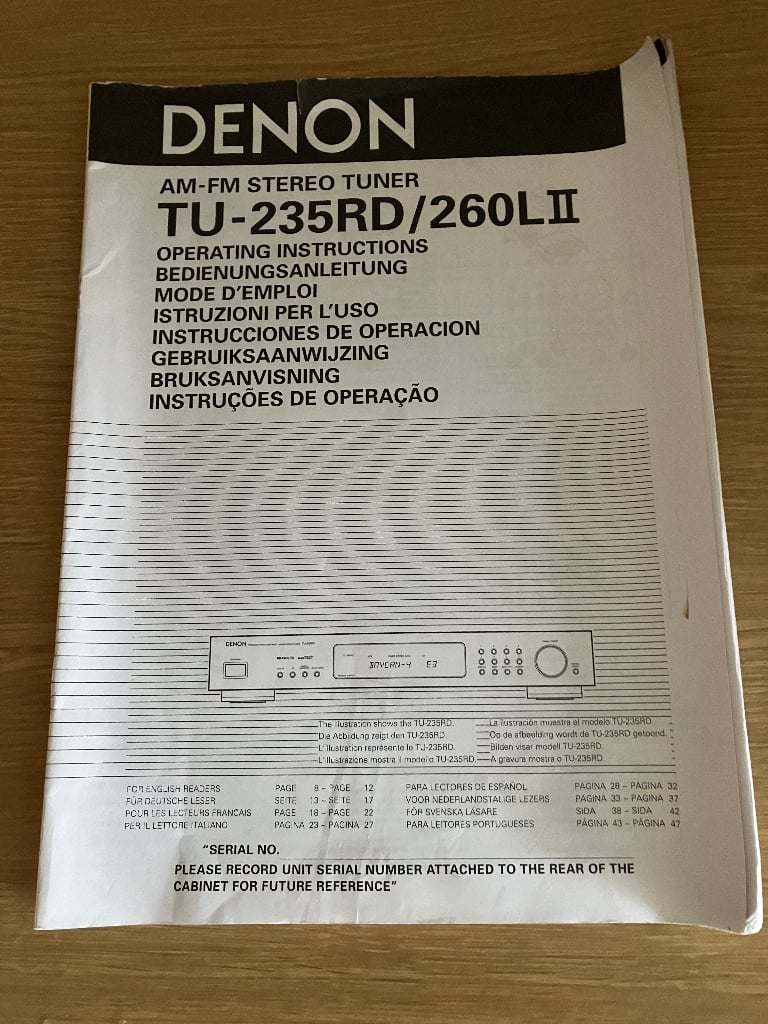 DENON
AM-FM STEREO TUNER
TU-235RD/260LII
OPERATING INSTRUCTIONS
BEDIENUNGSANLEITUNG
MODE D'EMPLOI
ISTRUZIONI PER L'USO
INSTRUCCIONES DE OPERACION
GEBRUIKSAANWIJZING
BRUKSANVISNING
INSTRUÇÕES DE OPERAÇÃO
DENON
BAYERN-4 E3
The illustration shows the TU-235RD.
Die Abbildung zeigt den TU-235RD.
L'illustration représente le TU-235RD.
L'illustrazione mostra il modello TU-235RD.
La ilustración muestra el modelo TU-235RD.
Op de afbeelding wordt de TU-235RD getoond.
Bilden visar modell TU-235RD.
A gravura mostra o TU-235RD.
FOR ENGLISH READERS PAGE 8 ~ PAGE 12
FÜR DEUTSCHE LESER SEITE 13 ~ SEITE 17
POUR LES LECTEURS FRANCAIS PAGE 18 ~ PAGE 22
PER IL LETTORE ITALIANO PAGINA 23 ~ PAGINA 27
PARA LECTORES DE ESPAÑOL PAGINA 28 ~ PAGINA 32
VOOR NEDERLANDSTALIGE LEZERS PAGINA 33 ~ PAGINA 37
FÖR SVENSKA LÄSARE SIDA 38 ~ SIDA 42
PARA LEITORES PORTUGUESES PÁGINA 43 ~ PÁGINA 47
"SERIAL NO.
PLEASE RECORD UNIT SERIAL NUMBER ATTACHED TO THE REAR OF THE
CABINET FOR FUTURE REFERENCE"